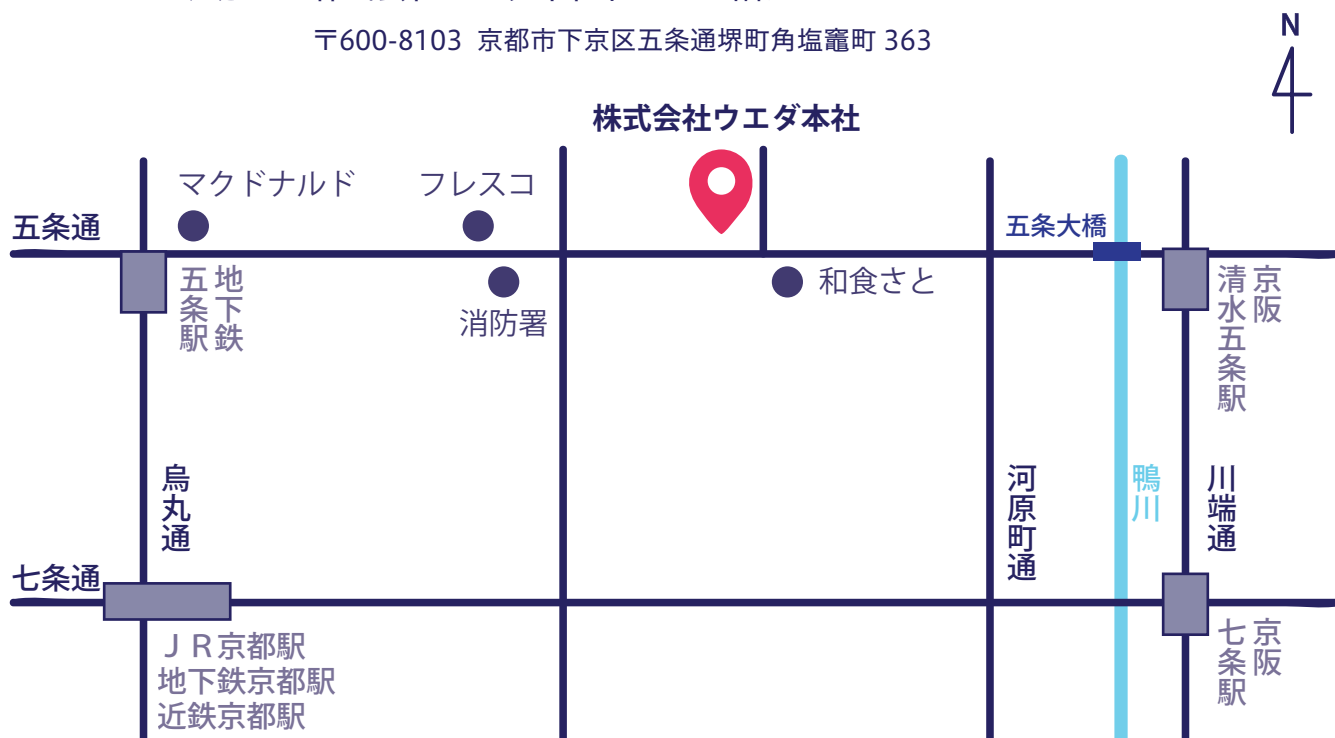 〒600-8103 京都市下京区五条通堺町角塩竈町 363
N
株式会社ウエダ本社
マクドナルド
フレスコ
五条通
五条大橋
地下鉄
五条駅
消防署
和食さと
京阪
清水五条駅
烏丸通
河原町通
鴨川
川端通
七条通
ＪＲ京都駅
地下鉄京都駅
近鉄京都駅
京阪
七条駅